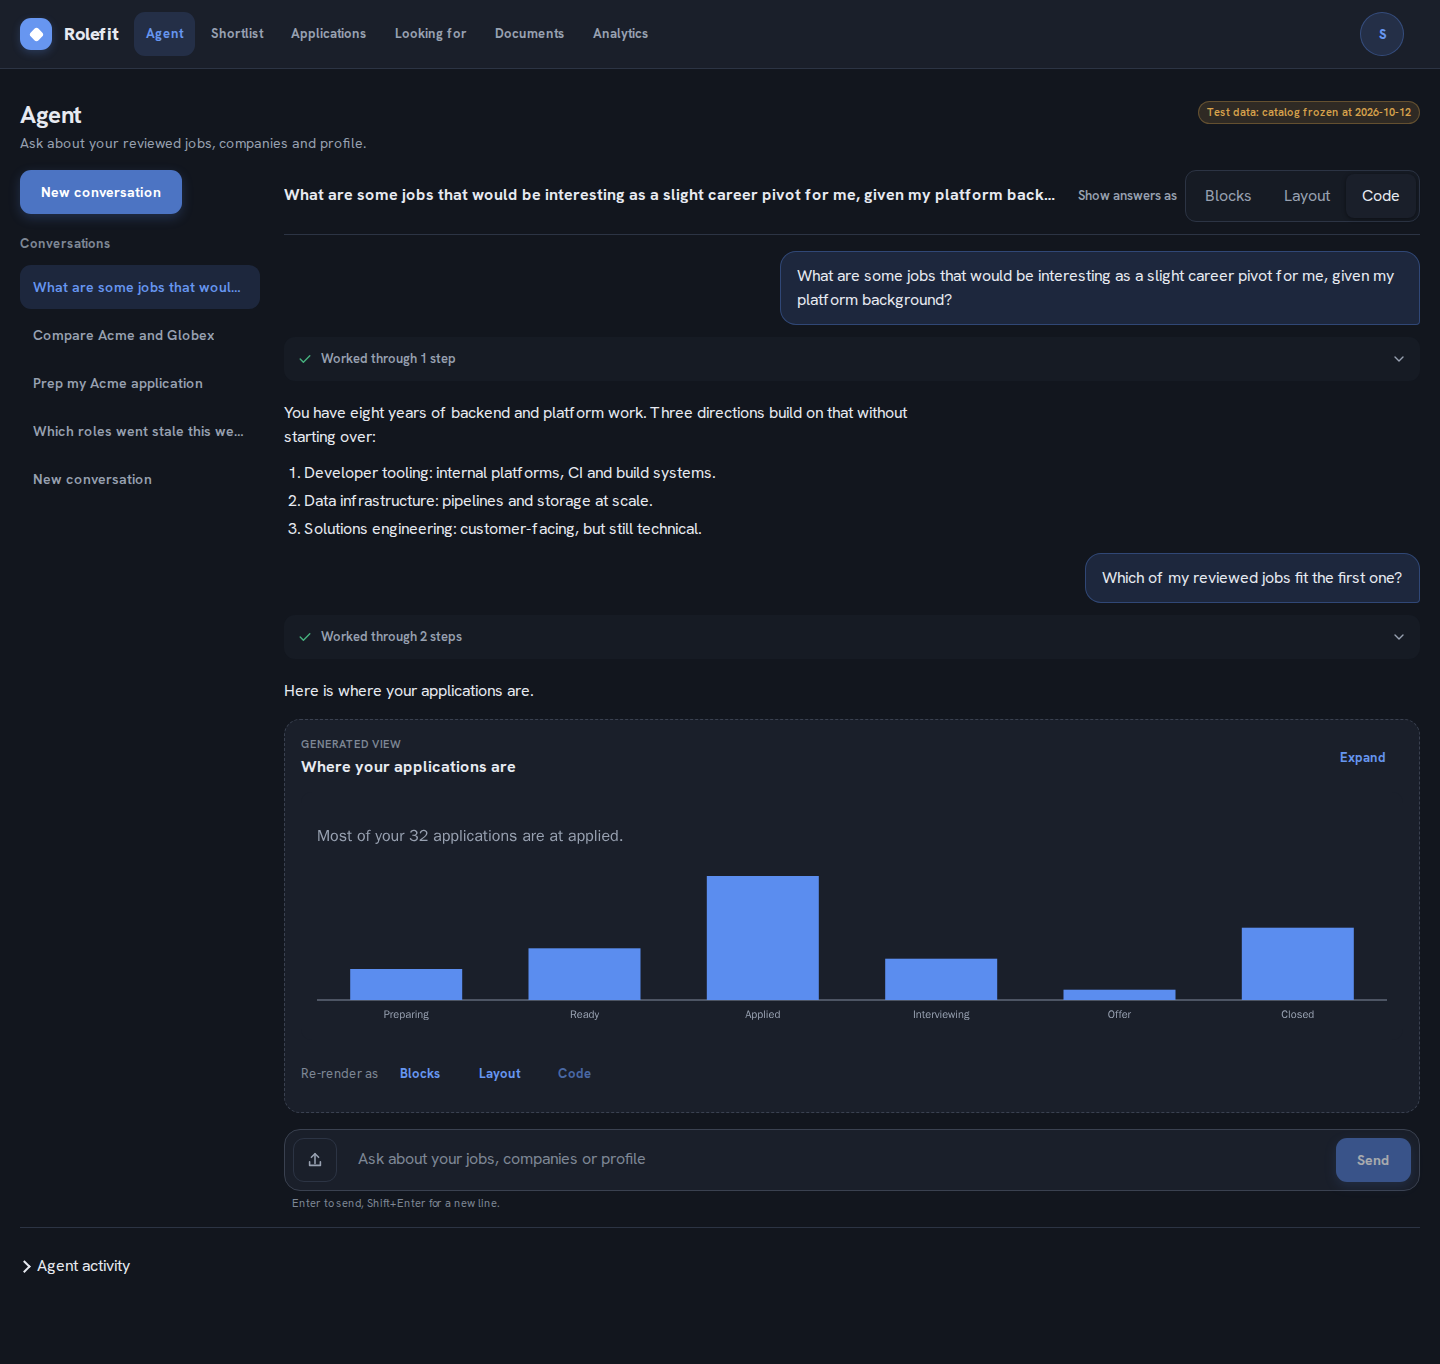 Rolefit
Agent
Shortlist
Applications
Looking for
Documents
Analytics
S
Agent
Test data: catalog frozen at 2026-10-12
Ask about your reviewed jobs, companies and profile.
New conversation
What are some jobs that would be interesting as a slight career pivot for me, given my platform back...
Show answers as
Blocks
Layout
Code
Conversations
What are some jobs that woul...
Compare Acme and Globex
Prep my Acme application
Which roles went stale this we...
New conversation
What are some jobs that would be interesting as a slight career pivot for me, given my
platform background?
Worked through 1 step
You have eight years of backend and platform work. Three directions build on that without
starting over:
1. Developer tooling: internal platforms, CI and build systems.
2. Data infrastructure: pipelines and storage at scale.
3. Solutions engineering: customer-facing, but still technical.
Which of my reviewed jobs fit the first one?
Worked through 2 steps
Here is where your applications are.
GENERATED VIEW
Where your applications are
Expand
Most of your 32 applications are at applied.
Preparing
Ready
Applied
Interviewing
Offer
Closed
Re-render as
Blocks
Layout
Code
Ask about your jobs, companies or profile
Send
Enter to send, Shift+Enter for a new line.
Agent activity